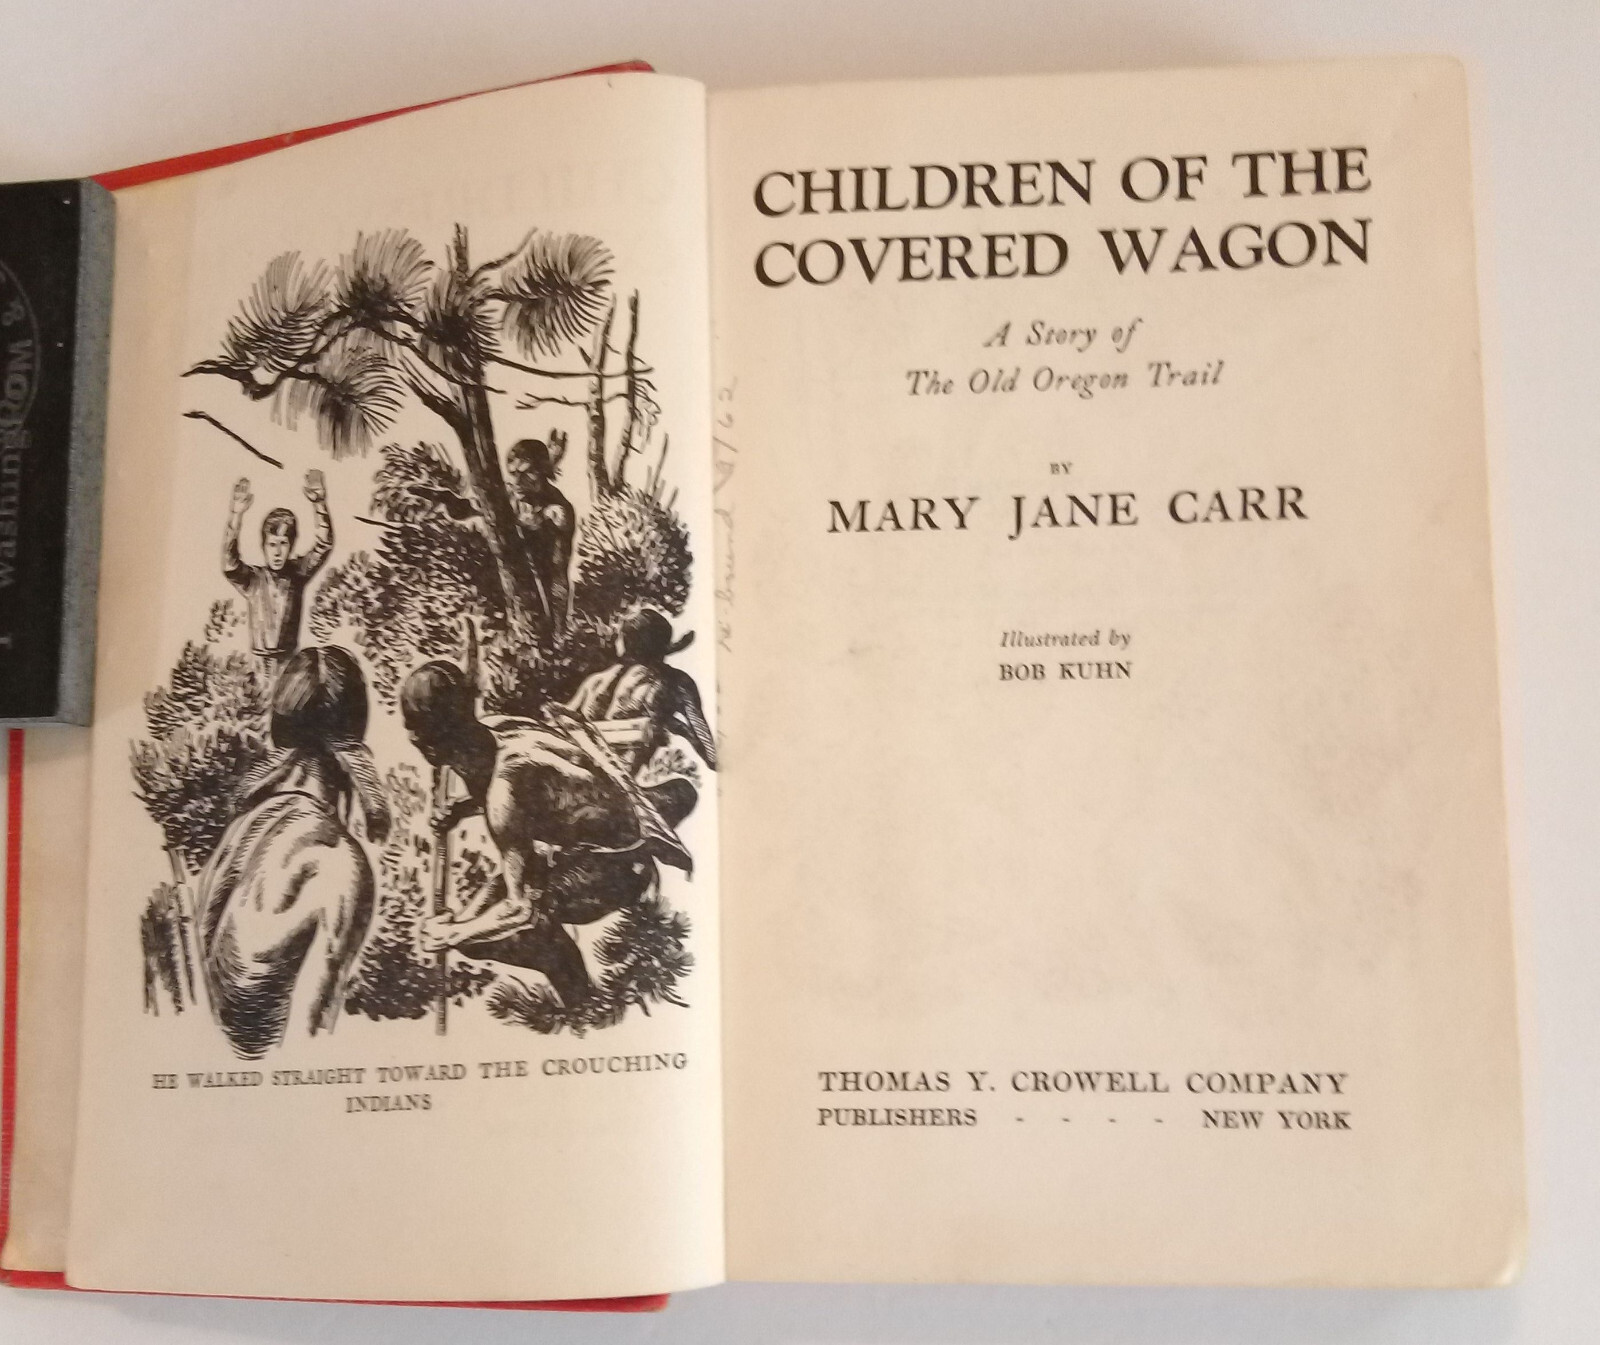 HE WALKED STRAIGHT TOWARD THE CROUCHING
INDIANS
CHILDREN OF THE
COVERED WAGON
A Story of
The Old Oregon Trail
BY
MARY JANE CARR
Illustrated by
BOB KUHN
THOMAS Y. CROWELL COMPANY
PUBLISHERS - - - - NEW YORK